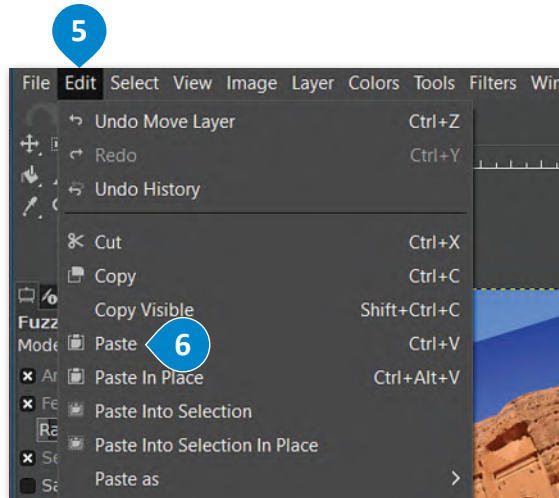 5
File Edit Select View Image Layer Colors Tools Filters
Undo Move Layer Ctrl+Z
Redo Ctrl+Y
Undo History
Cut Ctrl+X
Copy Ctrl+C
Copy Visible Shift+Ctrl+C
Paste 6 Ctrl+V
Paste In Place Ctrl+Alt+V
Paste Into Selection
Paste Into Selection In Place
Paste as